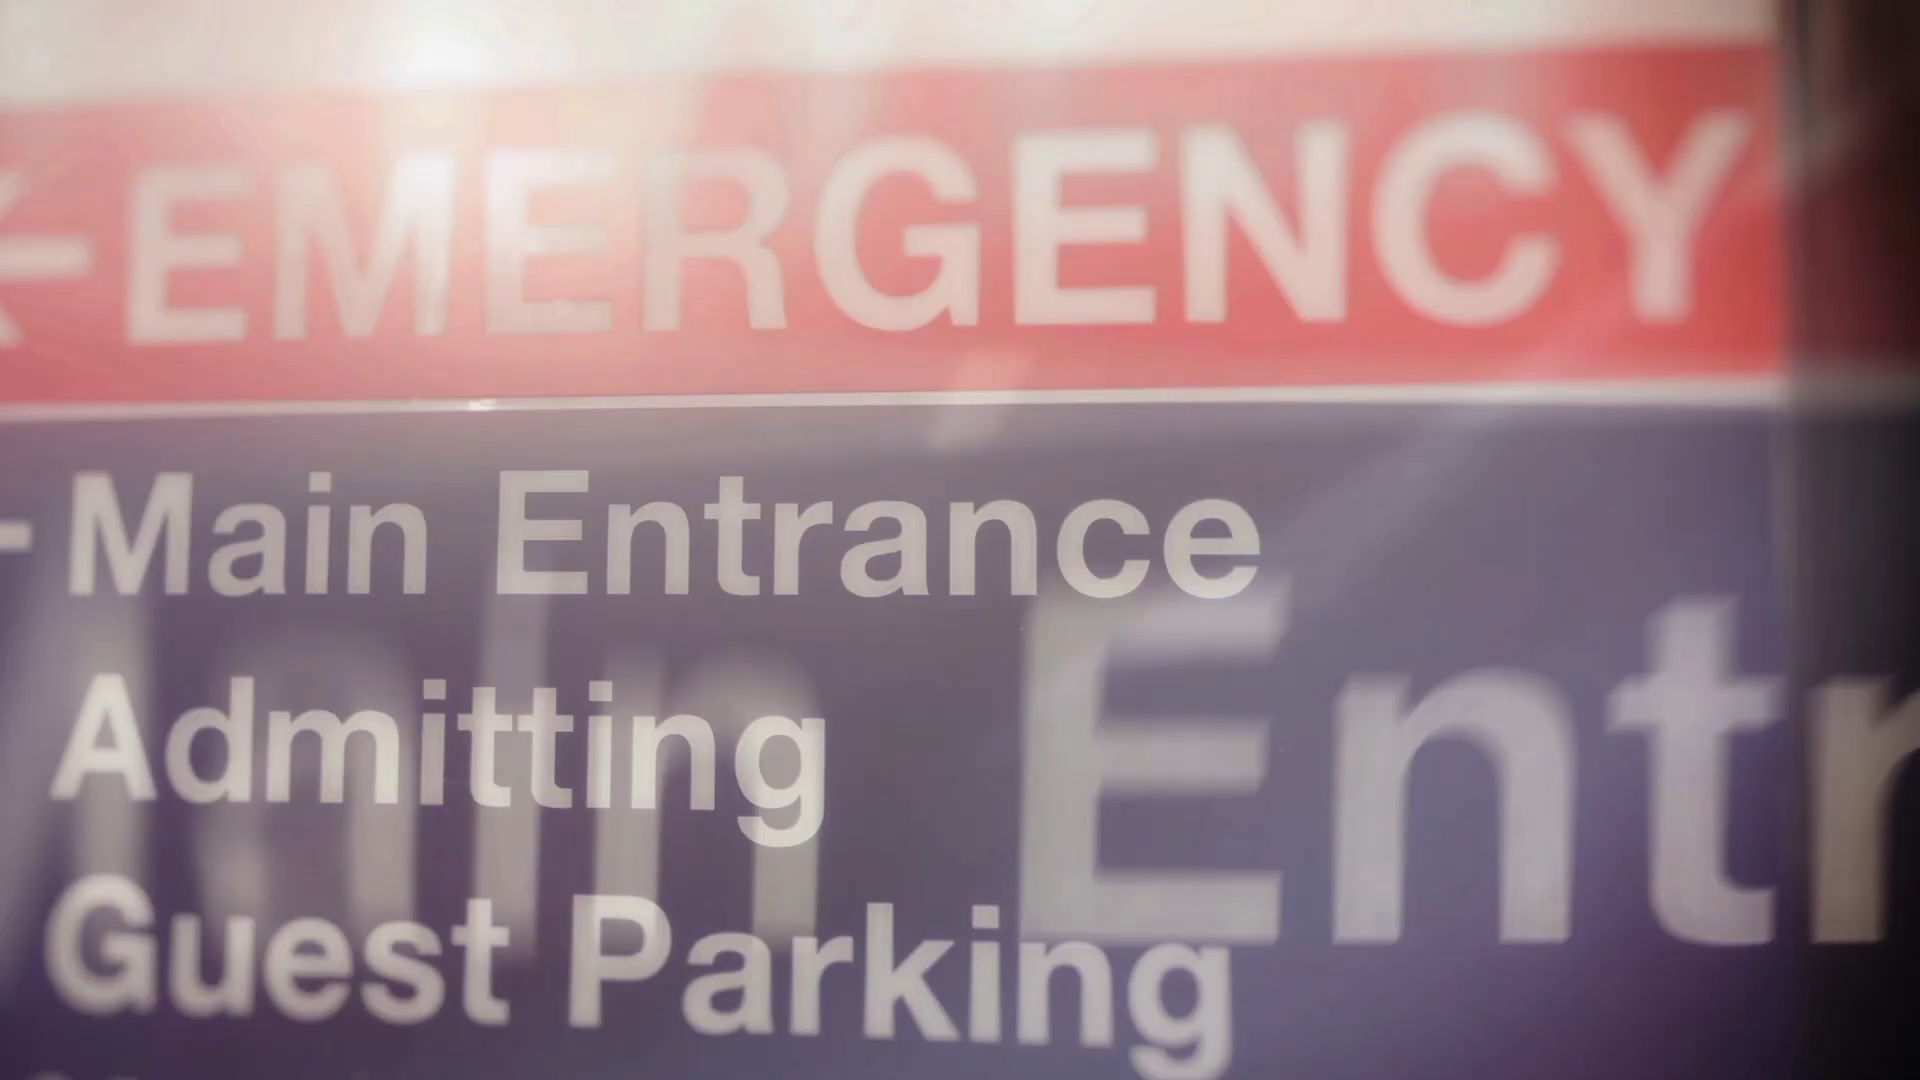 EMERGENCY
Main Entrance
Admitting
Guest Parking
Entr